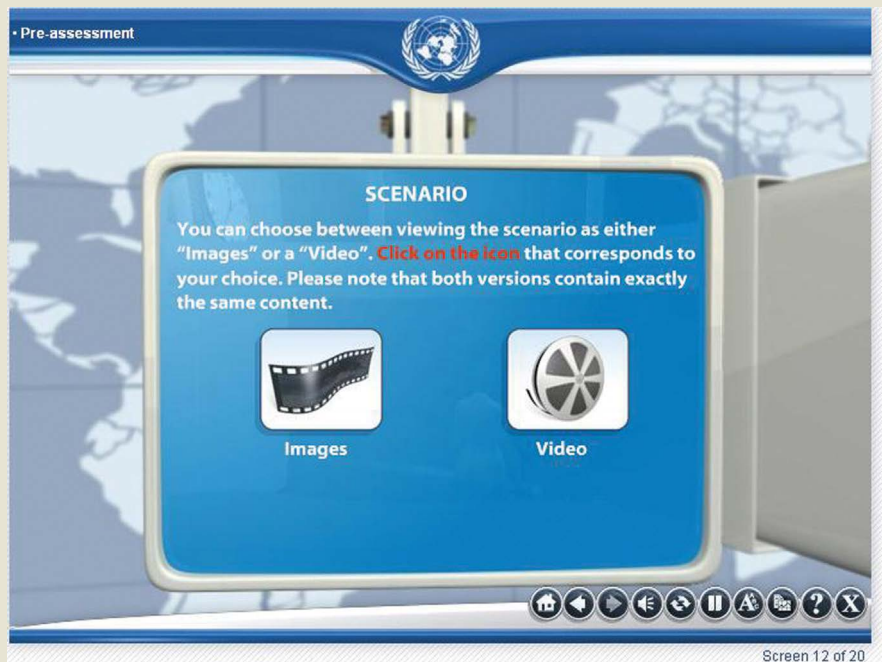 • Pre-assessment
SCENARIO
You can choose between viewing the scenario as either
“Images” or a “Video”. Click on the icon that corresponds to
your choice. Please note that both versions contain exactly
the same content.
Images
Video
A
?
X
Screen 12 of 20